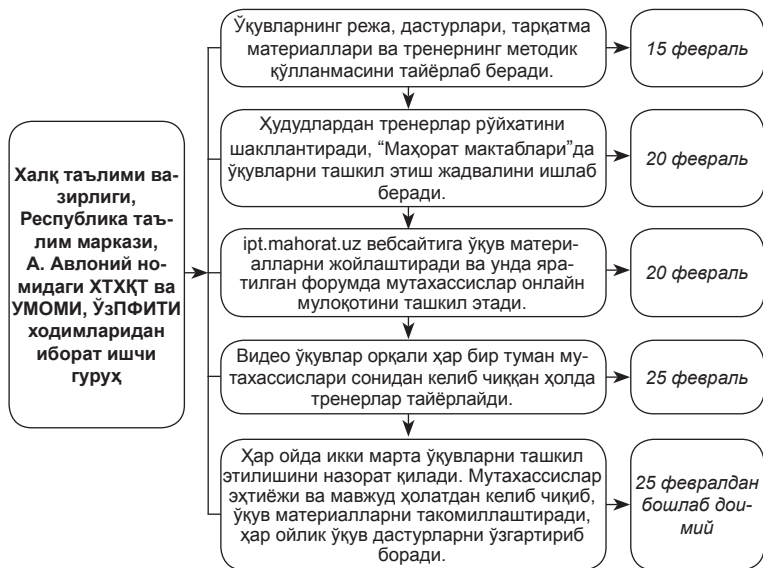 Халқ таълими ва-
зирлиги,
Республика таъ-
лим маркази,
А. Авлоний но-
мидаги ХТХҚТ ва
УМОМИ, ЎзПФИТИ
ходимларидан
иборат ишчи
гуруҳ
Ўқувларнинг режа, дастурлари, тарқатма
материаллари ва тренернинг методик
қўлланмасини тайёрлаб беради.
15 февраль
Ҳудудлардан тренерлар рўйхатини
шакллантиради, “Маҳорат мактаблари”да
ўқувларни ташкил этиш жадвалини ишлаб
беради.
20 февраль
ipt.mahorat.uz вебсайтига ўқув матери-
алларни жойлаштиради ва унда яра-
тилган форумда мутахассислар онлайн
мулоқотини ташкил этади.
20 февраль
Видео ўқувлар орқали ҳар бир туман му-
тахассислари сонидан келиб чиққан ҳолда
тренерлар тайёрлайди.
25 февраль
Ҳар ойда икки марта ўқувларни ташкил
этилишини назорат қилади. Мутахассислар
эҳтиёжи ва мавжуд ҳолатдан келиб чиқиб,
ўқув материалларни такомиллаштиради,
ҳар ойлик ўқув дастурларни ўзгартириб
боради.
25 февралдан
бошлаб дои-
мий